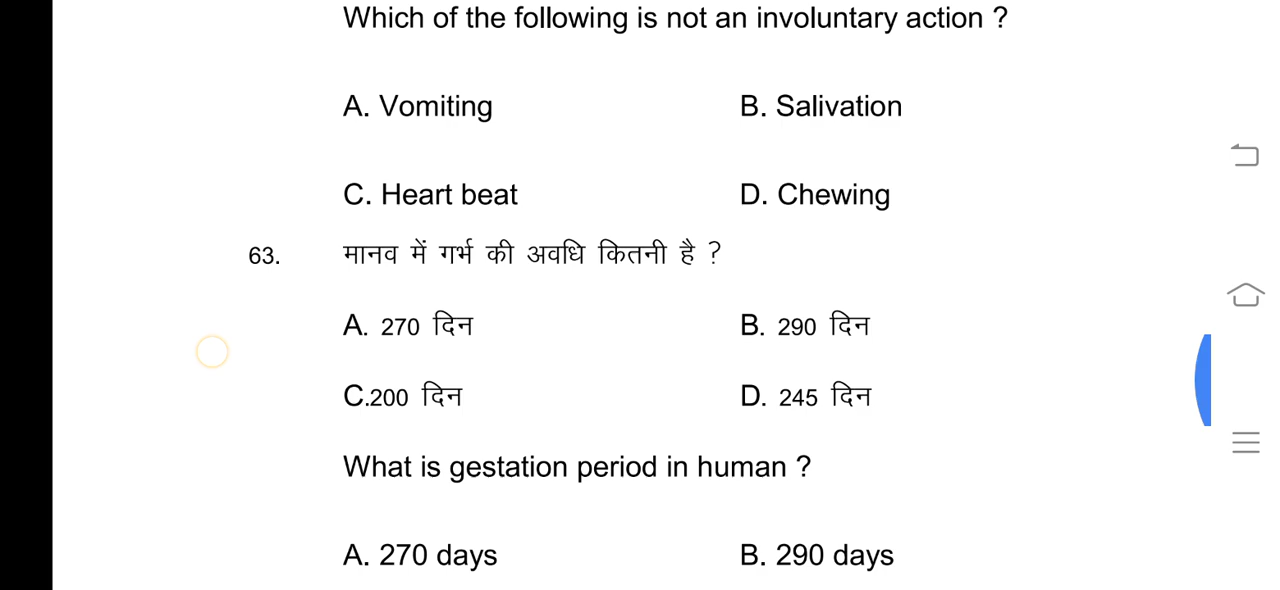 Which of the following is not an involuntary action ?
A. Vomiting B. Salivation
C. Heart beat D. Chewing
63. मानव में गर्भ की अवधि कितनी है ?
A. 270 दिन B. 290 दिन
C.200 दिन D. 245 दिन
What is gestation period in human ?
A. 270 days B. 290 days